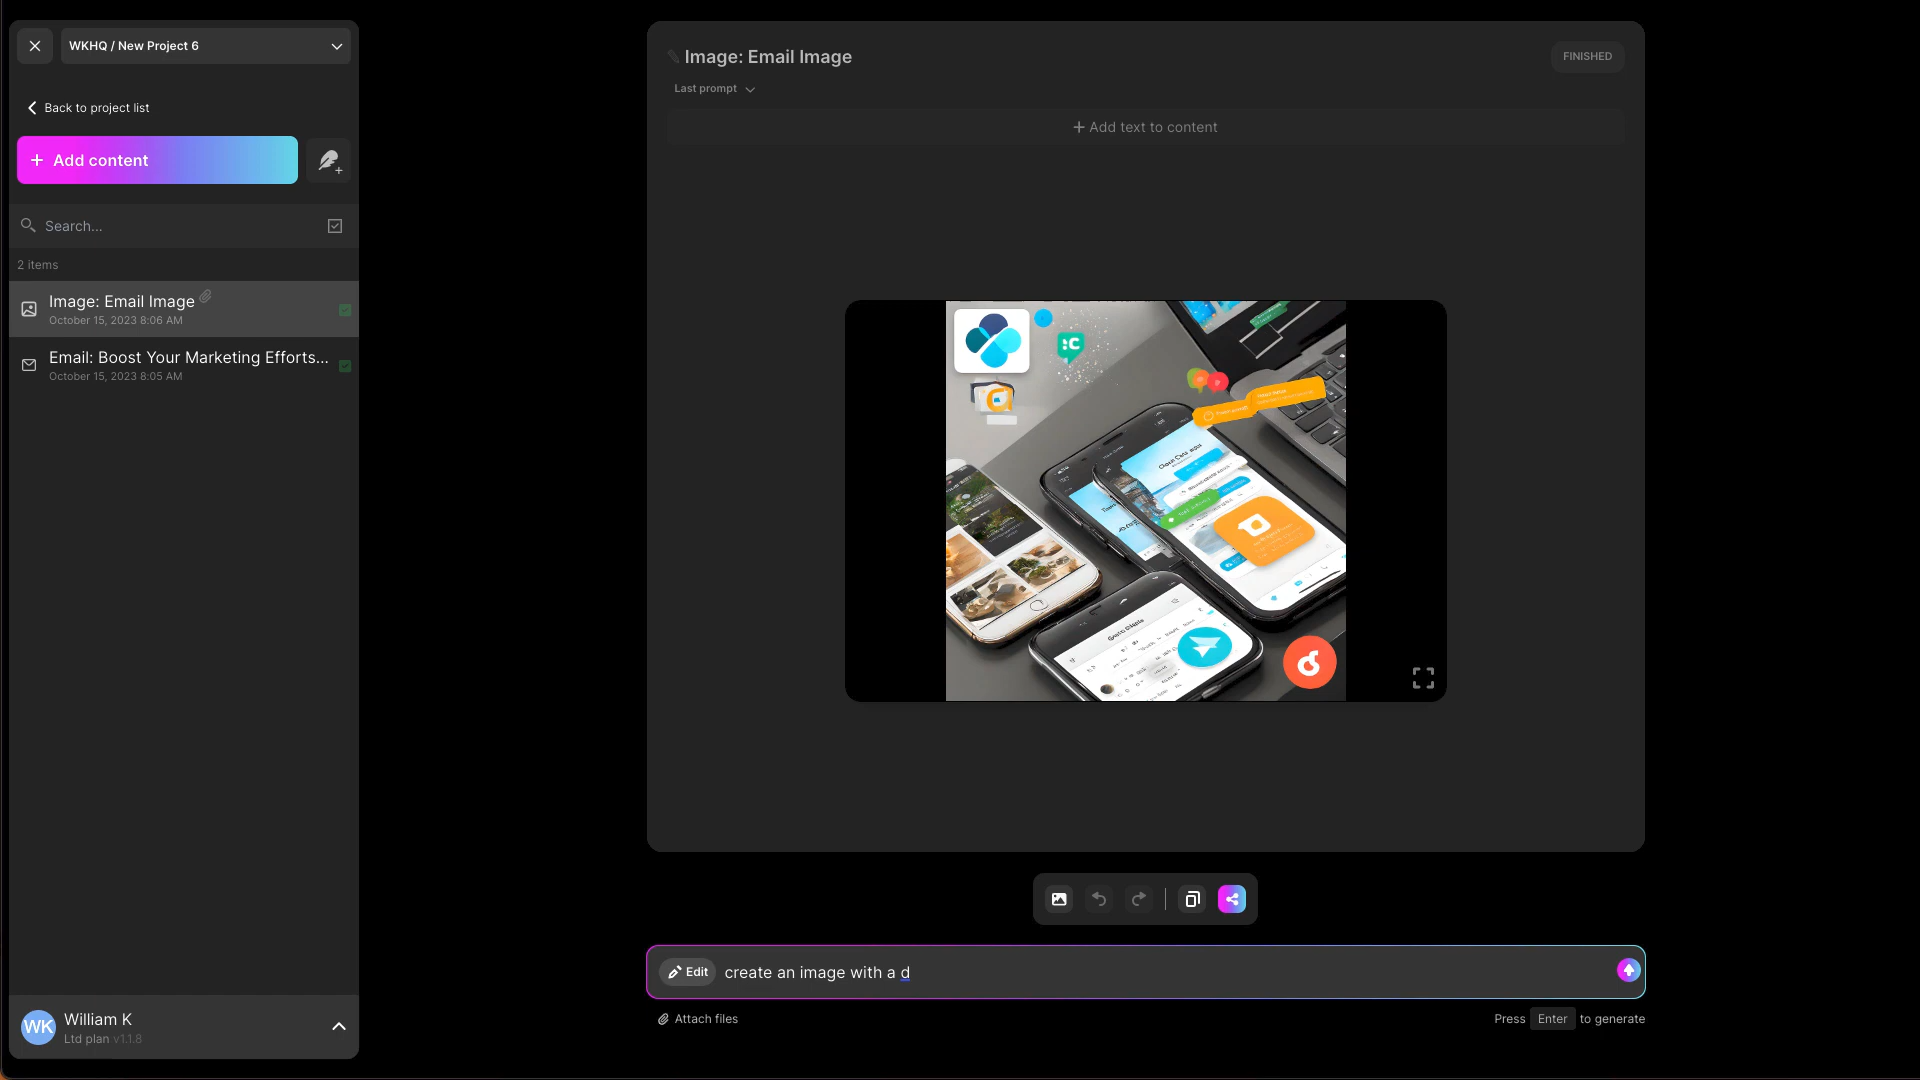 WKHQ / New Project 6
Back to project list
+ Add content
Search...
2 items
Image: Email Image
October 15, 2023 8:06 AM
Email: Boost Your Marketing Efforts...
October 15, 2023 8:05 AM
WK
William K
Ltd plan v1.1.8
Image: Email Image
FINISHED
Last prompt
+ Add text to content
:C
Edit
create an image with a d
Attach files
Press Enter to generate